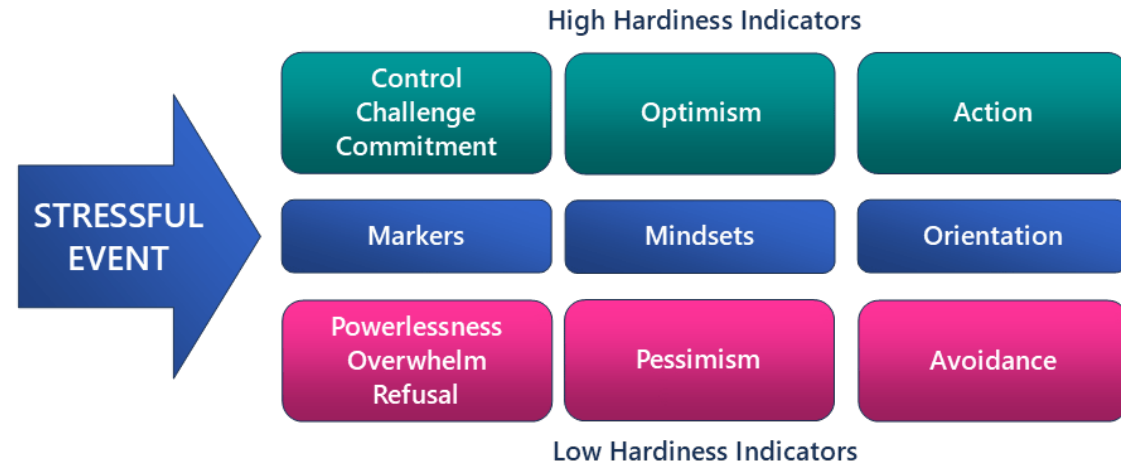 High Hardiness Indicators
Control
Challenge
Commitment
Optimism
Action
STRESSFUL
EVENT
Markers
Mindsets
Orientation
Powerlessness
Overwhelm
Refusal
Pessimism
Avoidance
Low Hardiness Indicators